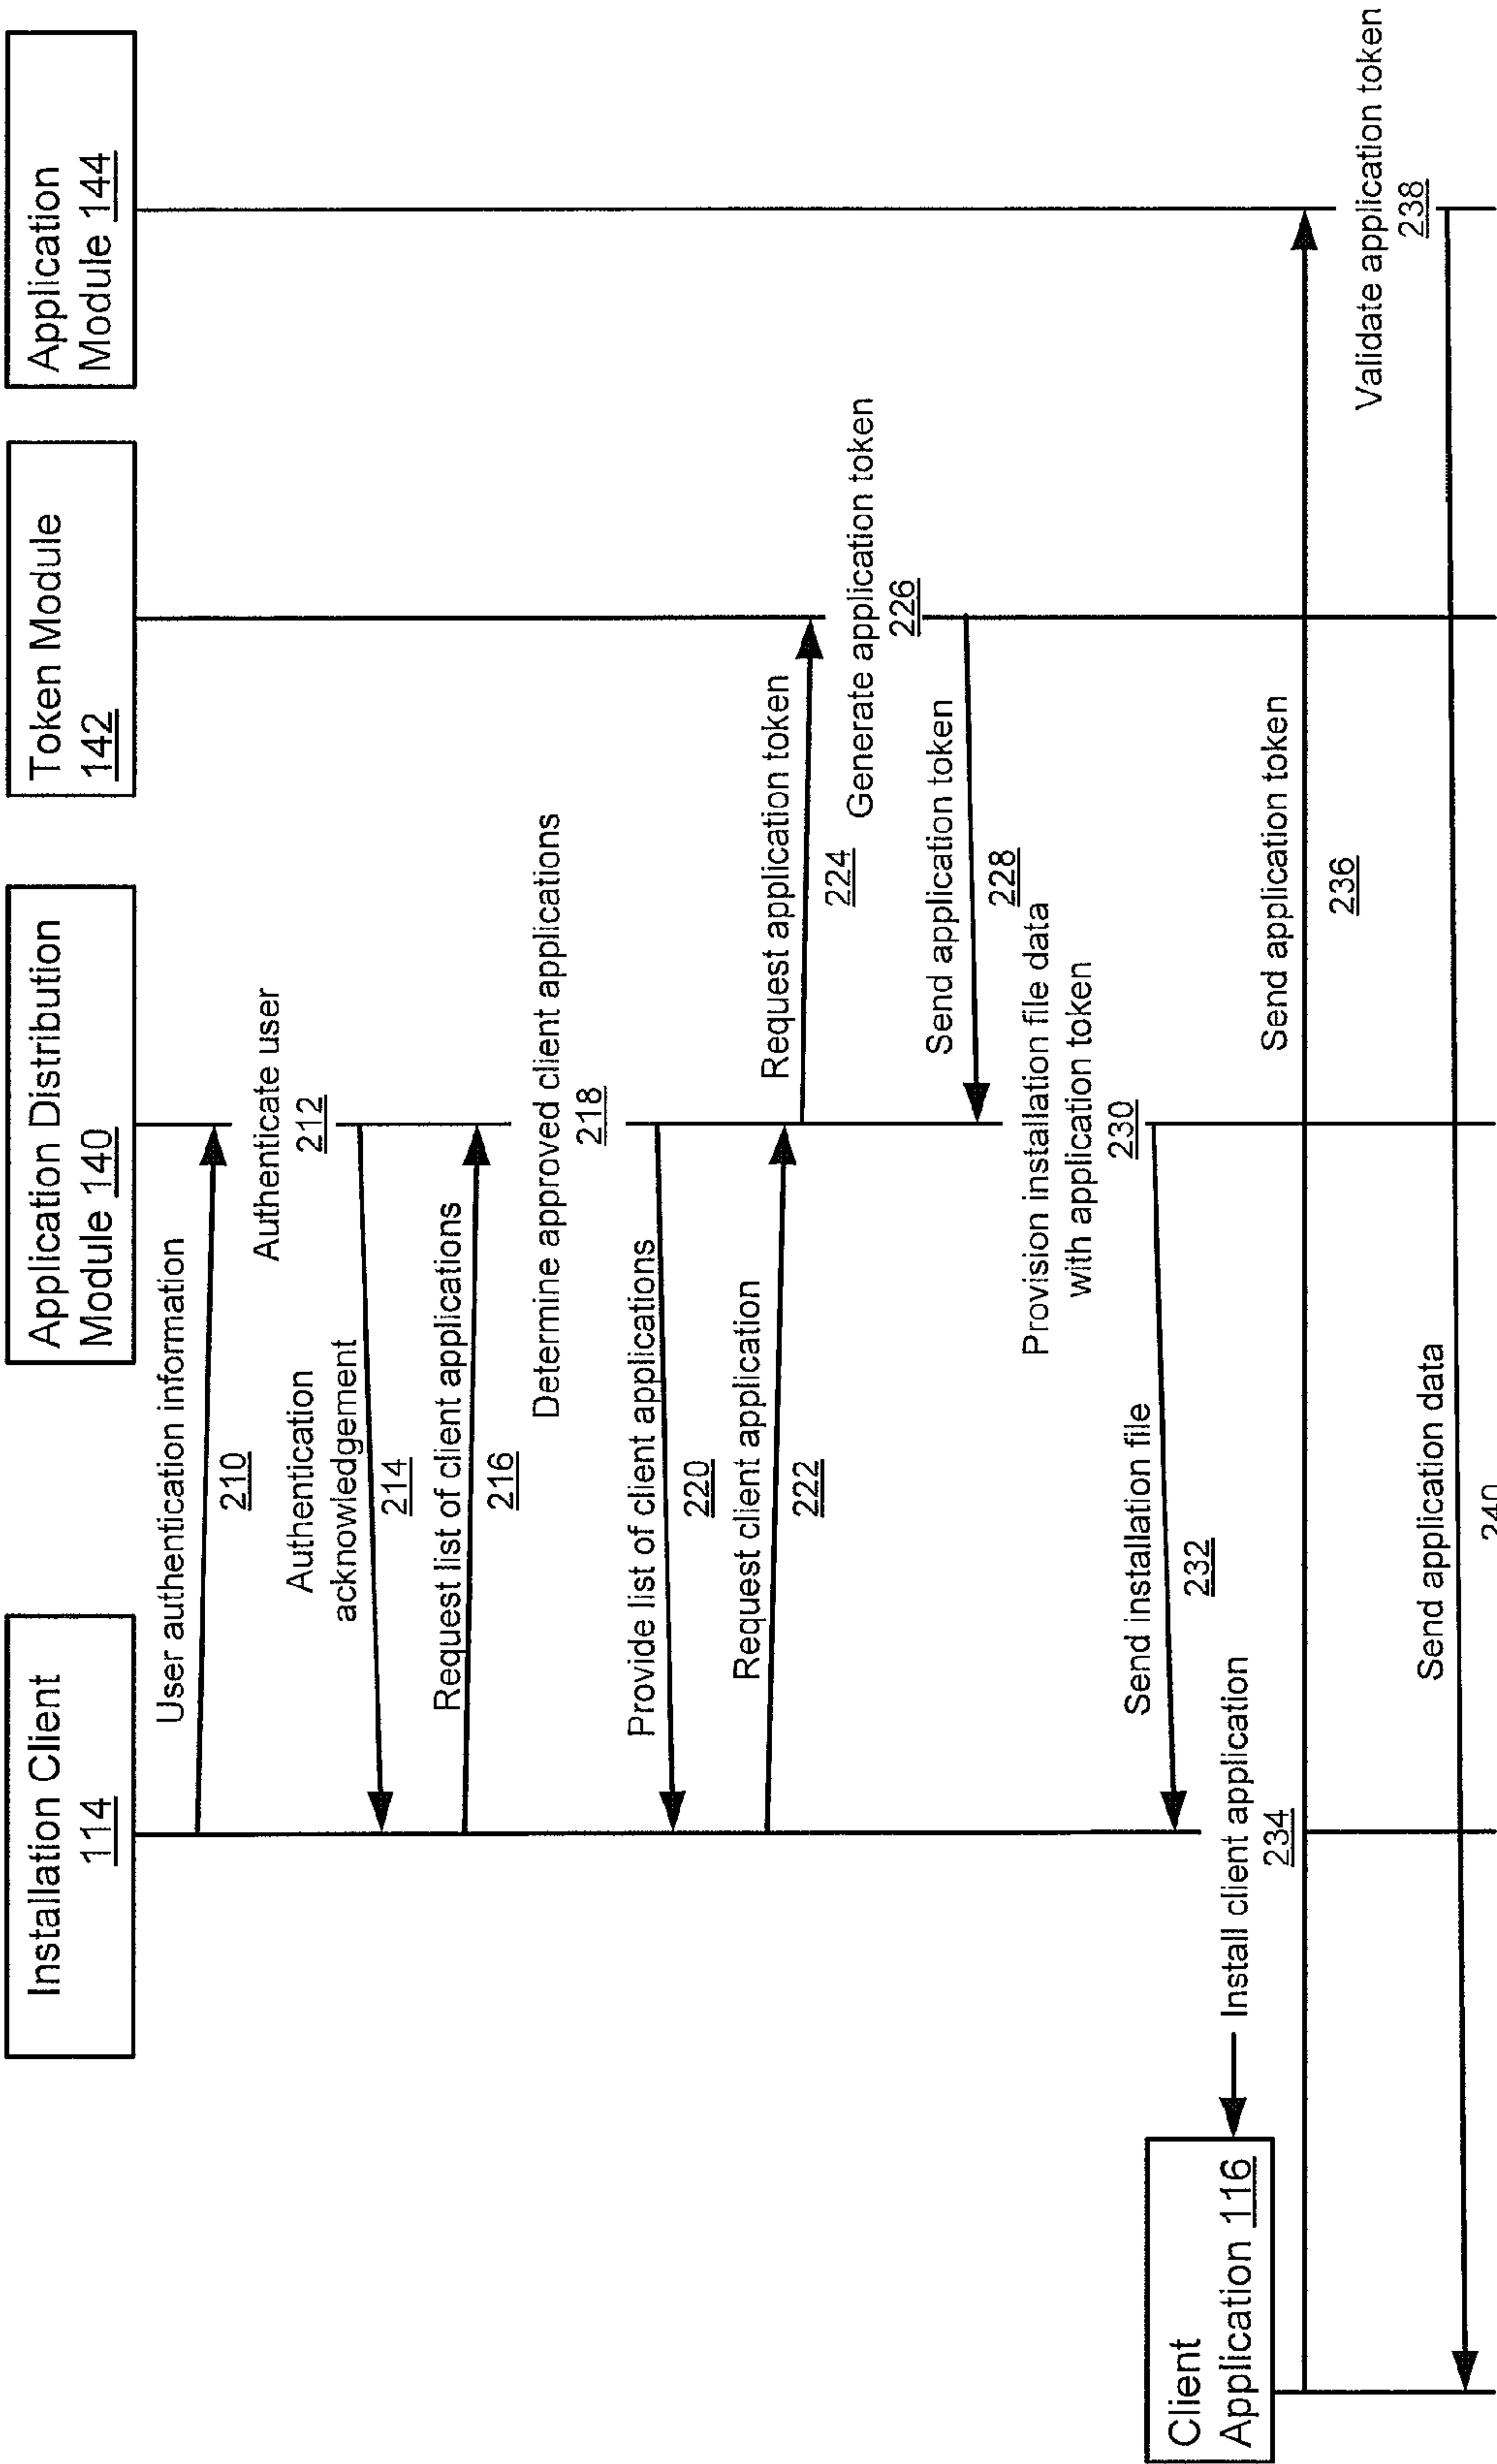 Installation Client
114
Application Distribution
Module 140
Token Module
142
Application
Module 144
User authentication information
210
Authenticate user
212
Authentication
acknowledgement
214
Request list of client applications
216
Determine approved client applications
218
Provide list of client applications
220
Request client application
222
Request application token
224
Generate application token
226
Send application token
228
Provision installation file data
with application token
230
Send installation file
232
Install client application
234
Client
Application 116
Send application token
236
Validate application token
238
Send application data
240